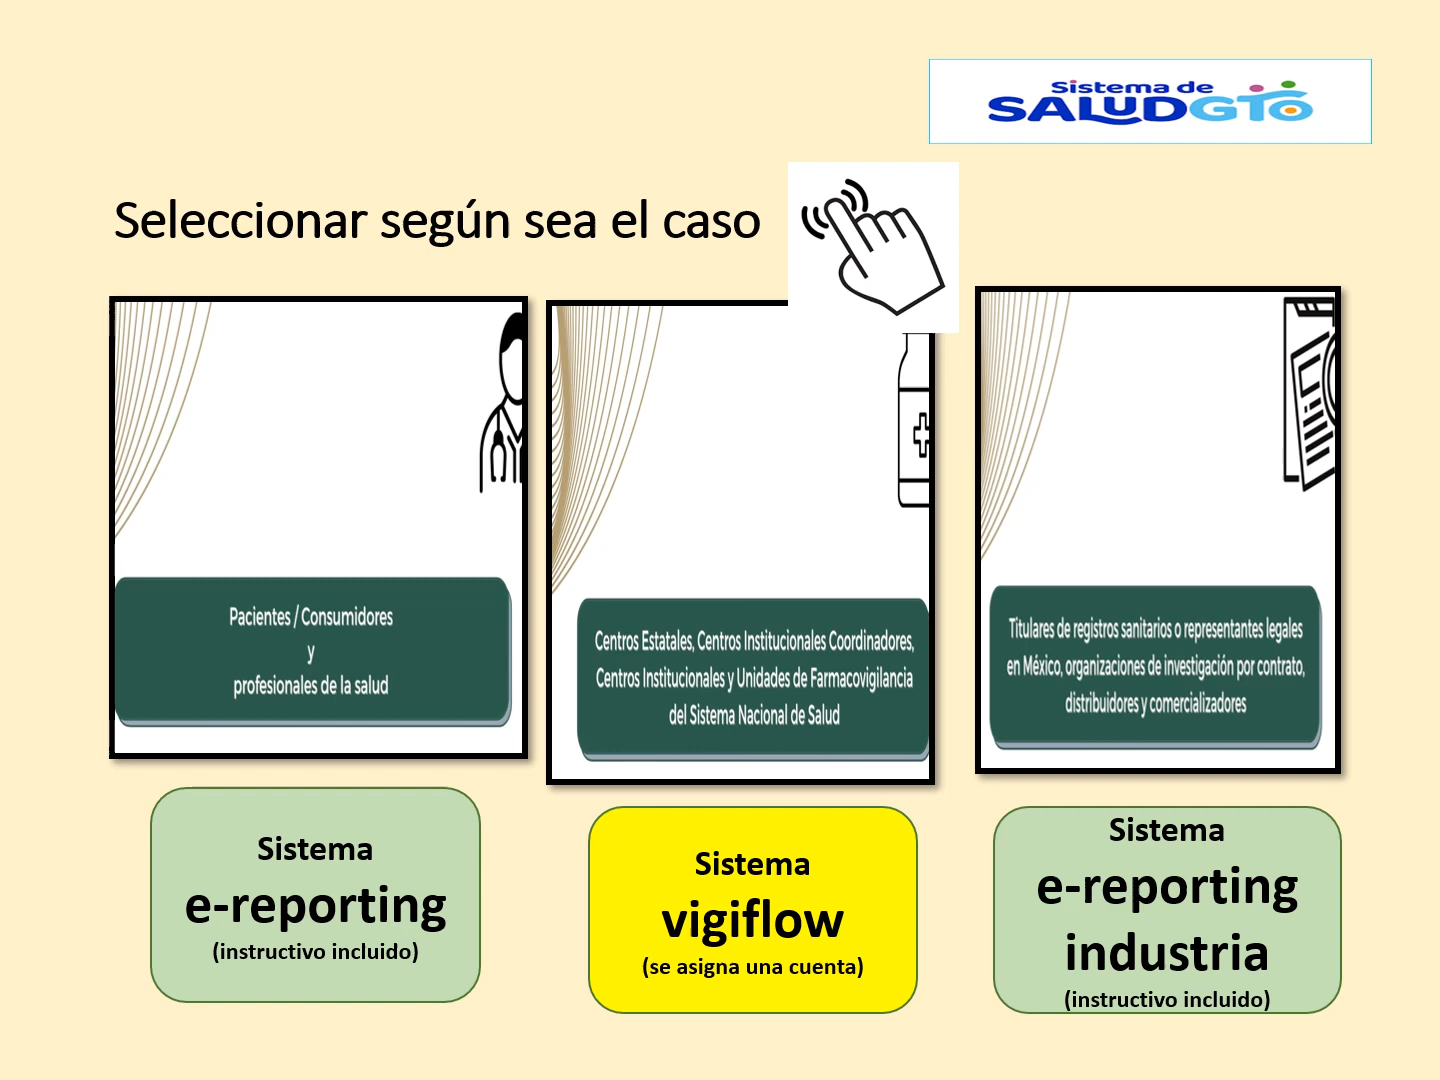 Sistema de
SALUDGTO
Seleccionar según sea el caso
Pacientes / Consumidores
y
profesionales de la salud
Centros Estatales, Centros Institucionales Coordinadores,
Centros Institucionales y Unidades de Farmacovigilancia
del Sistema Nacional de Salud
Titulares de registros sanitarios o representantes legales
en México, organizaciones de investigación por contrato,
distribuidores y comercializadores
Sistema
e-reporting
(instructivo incluido)
Sistema
vigiflow
(se asigna una cuenta)
Sistema
e-reporting
industria
(instructivo incluido)